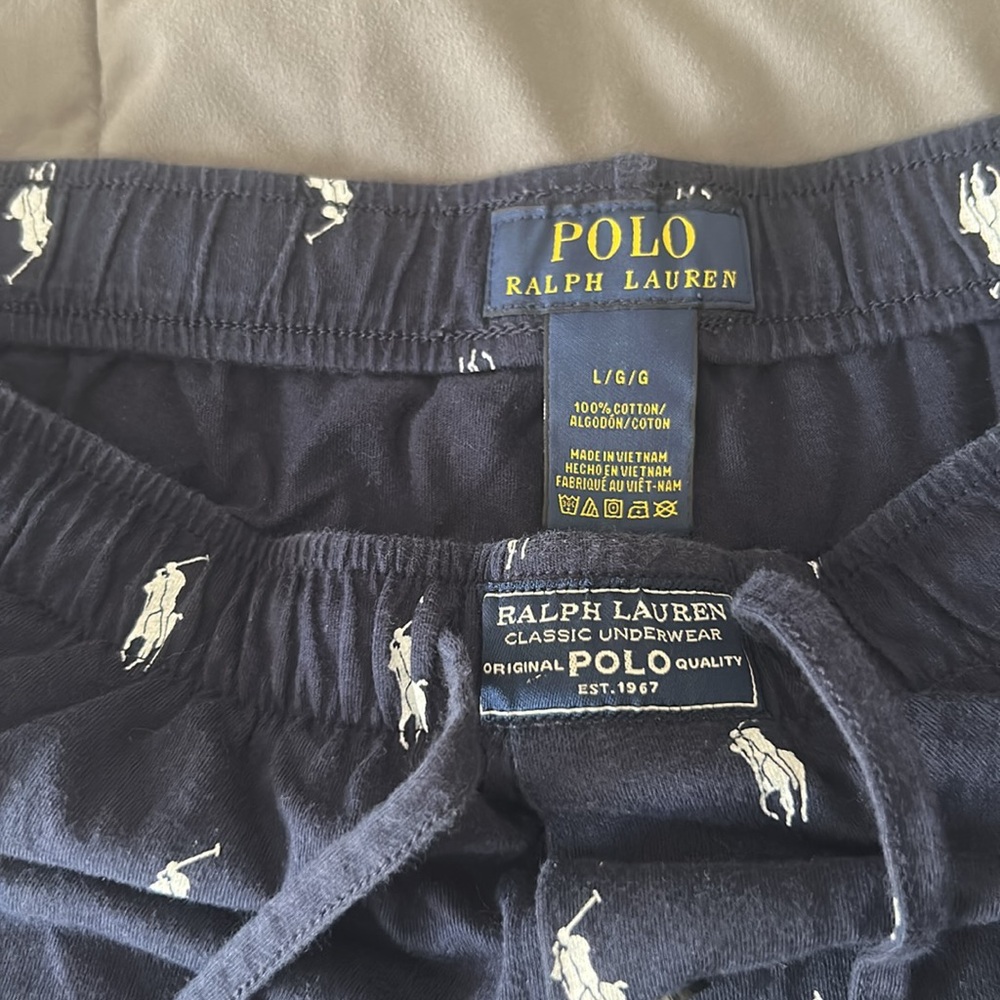 POLO
RALPH LAUREN
L/G/G
100% COTTON/
ALGODÓN/COTON
MADE IN VIETNAM
HECHO EN VIETNAM
FABRIQUÉ AU VIÊT-NAM
RALPH LAUREN
CLASSIC UNDERWEAR
ORIGINAL POLO QUALITY
EST. 1967